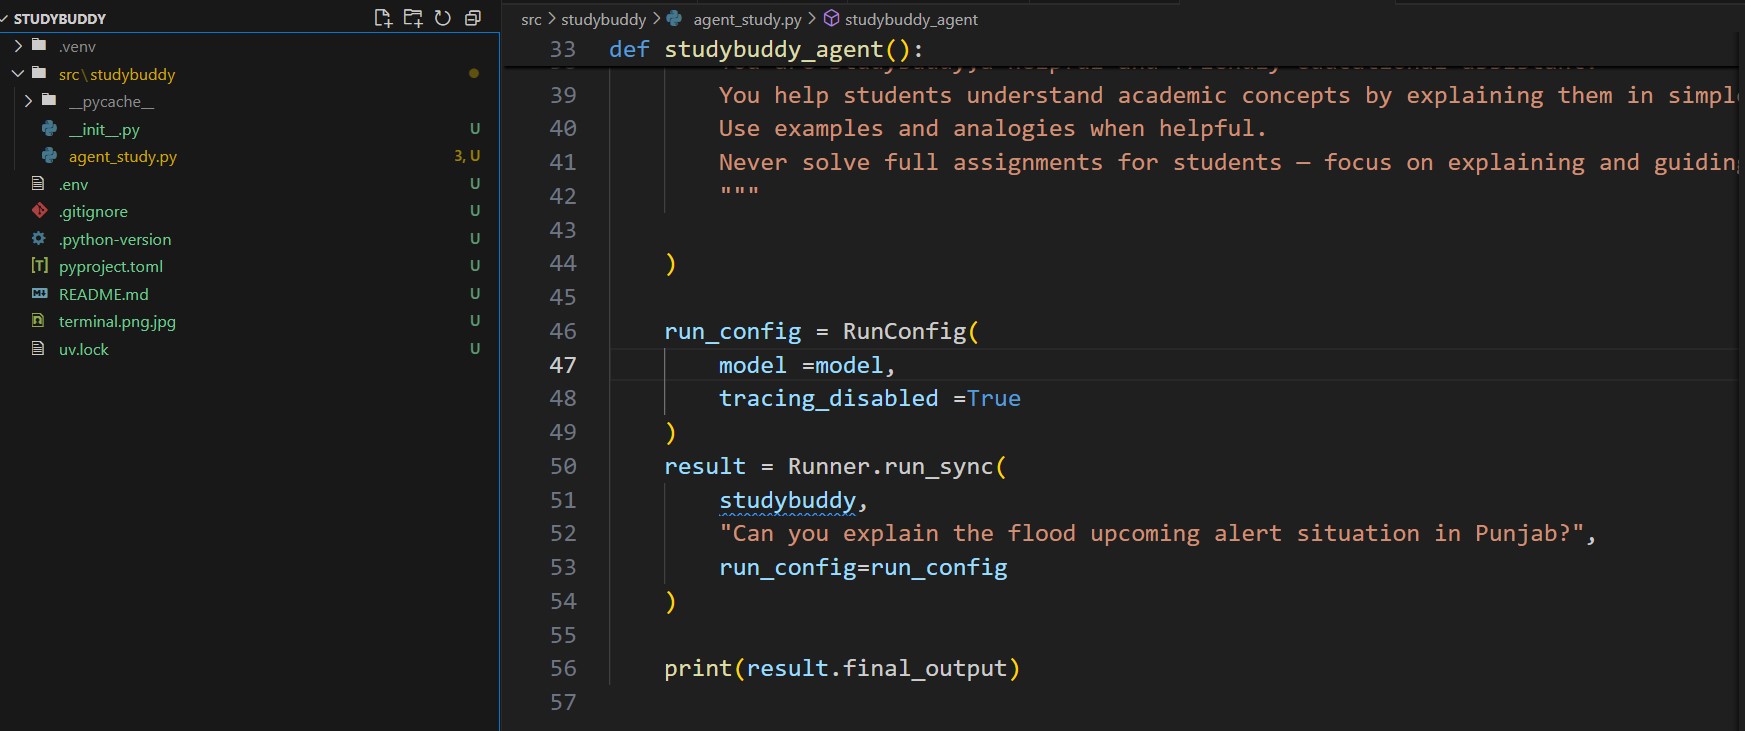 STUDYBUDDY
.venv
src\studybuddy
__pycache__
__init__.py U
agent_study.py 3, U
.env U
.gitignore U
.python-version U
pyproject.toml U
README.md U
terminal.png.jpg U
uv.lock U
src > studybuddy > agent_study.py > studybuddy_agent
33 def studybuddy_agent():
39 You help students understand academic concepts by explaining them in simpl
40 Use examples and analogies when helpful.
41 Never solve full assignments for students — focus on explaining and guiding
42 """
43
44 )
45
46 run_config = RunConfig(
47 model =model,
48 tracing_disabled =True
49 )
50 result = Runner.run_sync(
51 studybuddy,
52 "Can you explain the flood upcoming alert situation in Punjab?",
53 run_config=run_config
54 )
55
56 print(result.final_output)
57